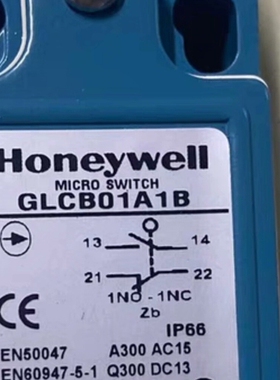 Honeywell
MICRO SWITCH
GLCB01A1B
13 14
21 22
1NO - 1NC
Zb
CE
IP66
EN50047 A300 AC15
EN60947-5-1 Q300 DC13